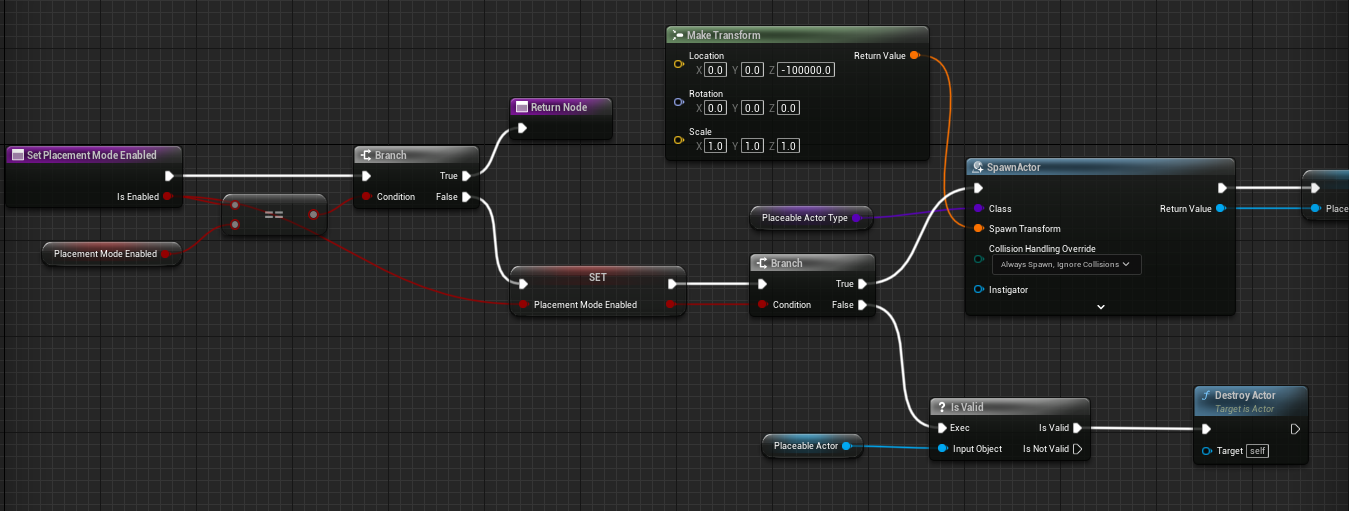 Set Placement Mode Enabled
Is Enabled
Placement Mode Enabled
==
Branch
True
Condition
False
Return Node
SET
Placement Mode Enabled
Make Transform
Location
Return Value
X 0.0 Y 0.0 Z -100000.0
Rotation
X 0.0 Y 0.0 Z 0.0
Scale
X 1.0 Y 1.0 Z 1.0
Placeable Actor Type
Branch
True
Condition
False
SpawnActor
Class
Return Value
Spawn Transform
Collision Handling Override
Always Spawn, Ignore Collisions
Instigator
Place
Placeable Actor
? Is Valid
Exec
Is Valid
Input Object
Is Not Valid
f Destroy Actor
Target is Actor
Target self